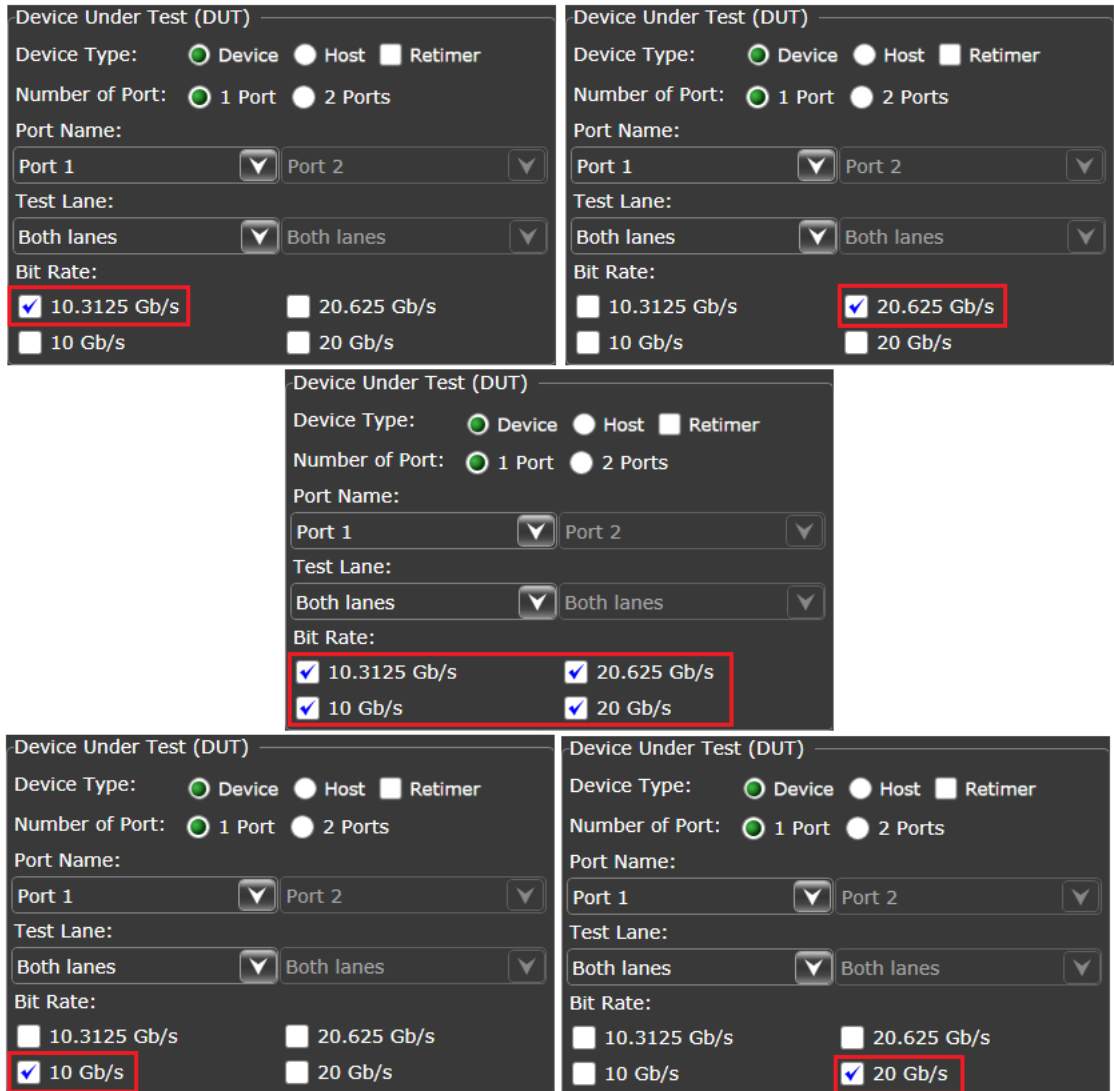 Device Under Test (DUT)
Device Type: Device Host Retimer
Number of Port: 1 Port 2 Ports
Port Name:
Port 1 Port 2
Test Lane:
Both lanes Both lanes
Bit Rate:
10.3125 Gb/s 20.625 Gb/s
10 Gb/s 20 Gb/s
Device Under Test (DUT)
Device Type: Device Host Retimer
Number of Port: 1 Port 2 Ports
Port Name:
Port 1 Port 2
Test Lane:
Both lanes Both lanes
Bit Rate:
10.3125 Gb/s 20.625 Gb/s
10 Gb/s 20 Gb/s
Device Under Test (DUT)
Device Type: Device Host Retimer
Number of Port: 1 Port 2 Ports
Port Name:
Port 1 Port 2
Test Lane:
Both lanes Both lanes
Bit Rate:
10.3125 Gb/s 20.625 Gb/s
10 Gb/s 20 Gb/s
Device Under Test (DUT)
Device Type: Device Host Retimer
Number of Port: 1 Port 2 Ports
Port Name:
Port 1 Port 2
Test Lane:
Both lanes Both lanes
Bit Rate:
10.3125 Gb/s 20.625 Gb/s
10 Gb/s 20 Gb/s
Device Under Test (DUT)
Device Type: Device Host Retimer
Number of Port: 1 Port 2 Ports
Port Name:
Port 1 Port 2
Test Lane:
Both lanes Both lanes
Bit Rate:
10.3125 Gb/s 20.625 Gb/s
10 Gb/s 20 Gb/s